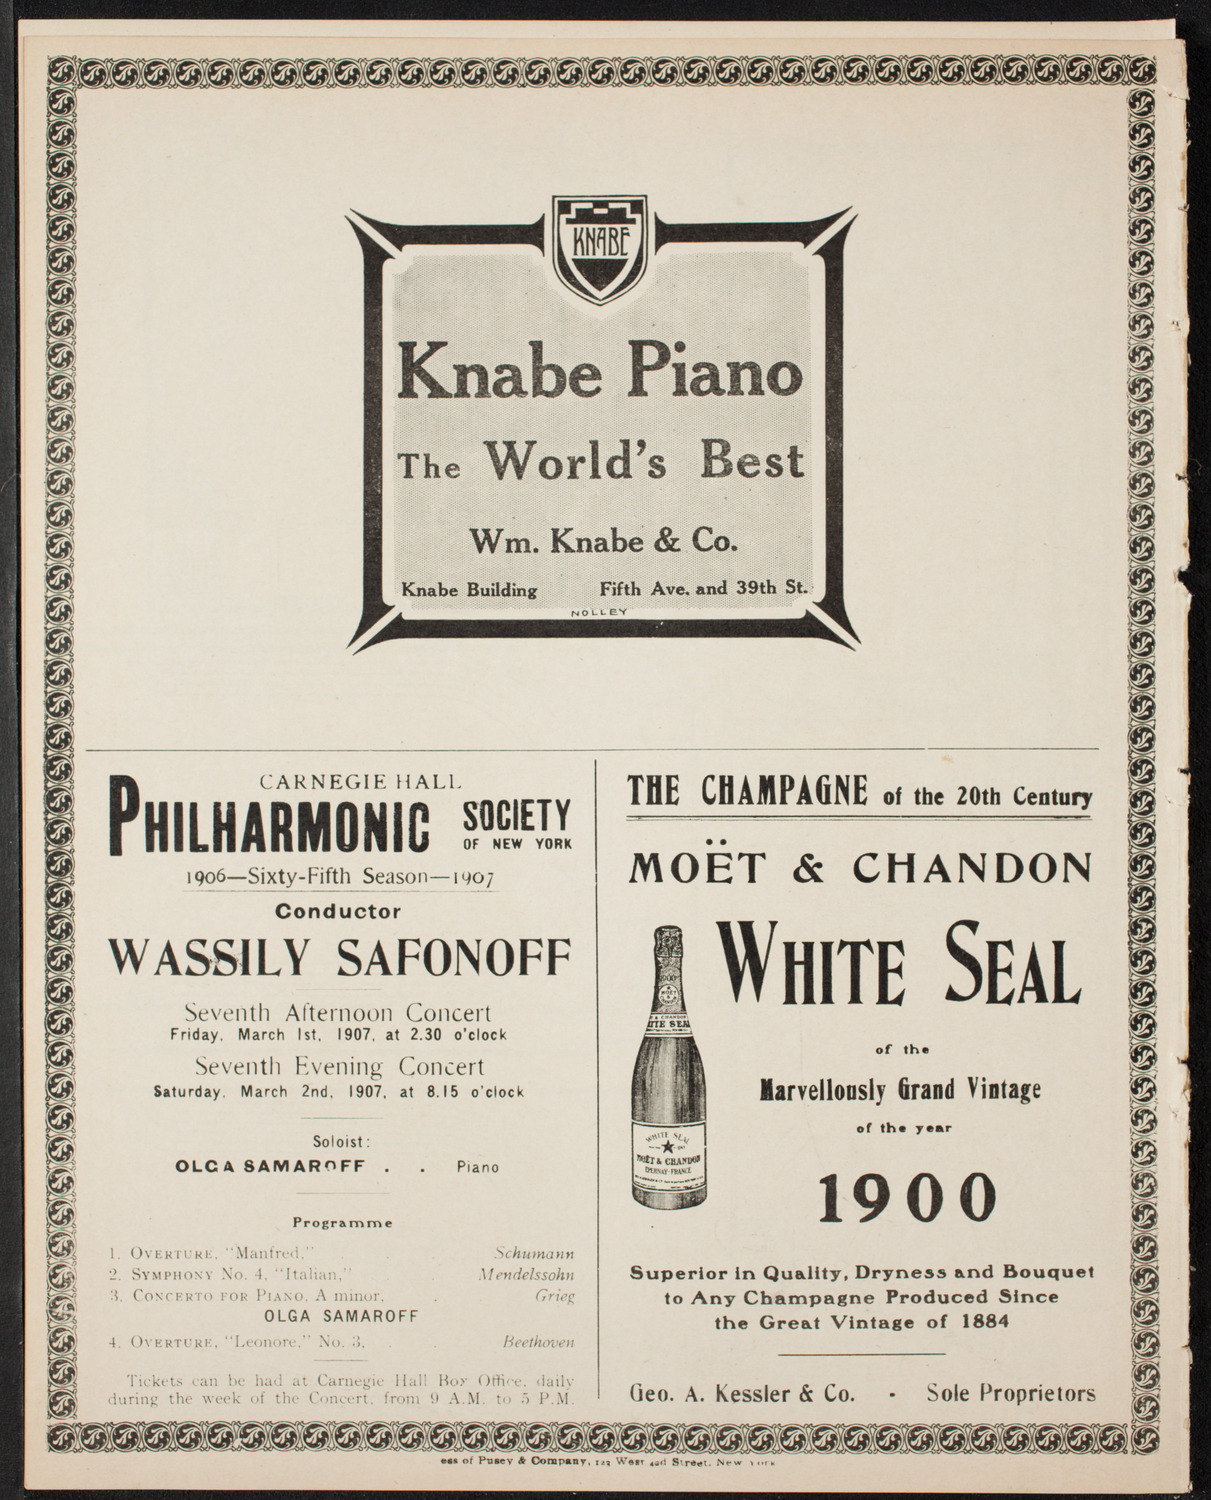 KNABE
Knabe Piano
The World's Best
Wm. Knabe & Co.
Knabe Building Fifth Ave. and 39th St.
NOLLEY
CARNEGIE HALL
PHILHARMONIC SOCIETY
OF NEW YORK
1906—Sixty-Fifth Season—1907
Conductor
WASSILY SAFONOFF
Seventh Afternoon Concert
Friday, March 1st, 1907, at 2.30 o'clock
Seventh Evening Concert
Saturday, March 2nd, 1907, at 8.15 o'clock
Soloist:
OLGA SAMAROFF . . Piano
Programme
1. OVERTURE, "Manfred," . . . Schumann
2. SYMPHONY No. 4, "Italian," . . Mendelssohn
3. CONCERTO FOR PIANO, A minor, . . Grieg
OLGA SAMAROFF
4. OVERTURE, "Leonore," No. 3, . . Beethoven
Tickets can be had at Carnegie Hall Box Office, daily
during the week of the Concert, from 9 A.M. to 5 P.M.
THE CHAMPAGNE of the 20th Century
MOËT & CHANDON
WHITE SEAL
of the
Marvellously Grand Vintage
of the year
1900
1900
MOËT
&
& CHANDON
ITE SEA
WHITE SEAL
MOËT & CHANDON
EPERNAY-FRANCE
Superior in Quality, Dryness and Bouquet
to Any Champagne Produced Since
the Great Vintage of 1884
Geo. A. Kessler & Co. - Sole Proprietors
ess of Pusey & Company, 123 West 42d Street, New York